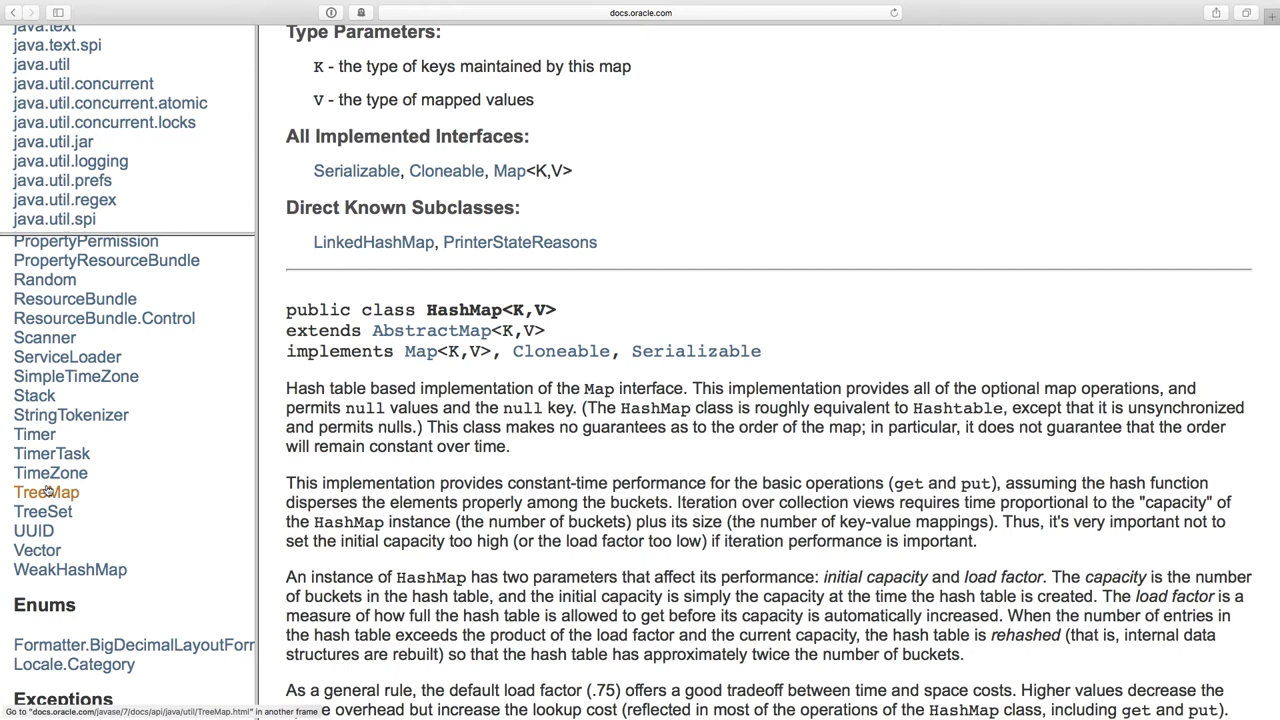 docs.oracle.com
java.text
java.text.spi
java.util
java.util.concurrent
java.util.concurrent.atomic
java.util.concurrent.locks
java.util.jar
java.util.logging
java.util.prefs
java.util.regex
java.util.spi
PropertyPermission
PropertyResourceBundle
Random
ResourceBundle
ResourceBundle.Control
Scanner
ServiceLoader
SimpleTimeZone
Stack
StringTokenizer
Timer
TimerTask
TimeZone
TreeMap
TreeSet
UUID
Vector
WeakHashMap
Enums
Formatter.BigDecimalLayoutForr
Locale.Category
Exceptions
Go to "docs.oracle.com/javase/7/docs/api/java/util/TreeMap.html" in another frame
Type Parameters:
K - the type of keys maintained by this map
V - the type of mapped values
All Implemented Interfaces:
Serializable, Cloneable, Map<K,V>
Direct Known Subclasses:
LinkedHashMap, PrinterStateReasons
public class HashMap<K,V>
extends AbstractMap<K,V>
implements Map<K,V>, Cloneable, Serializable
Hash table based implementation of the Map interface. This implementation provides all of the optional map operations, and
permits null values and the null key. (The HashMap class is roughly equivalent to Hashtable, except that it is unsynchronized
and permits nulls.) This class makes no guarantees as to the order of the map; in particular, it does not guarantee that the order
will remain constant over time.
This implementation provides constant-time performance for the basic operations (get and put), assuming the hash function
disperses the elements properly among the buckets. Iteration over collection views requires time proportional to the "capacity" of
the HashMap instance (the number of buckets) plus its size (the number of key-value mappings). Thus, it's very important not to
set the initial capacity too high (or the load factor too low) if iteration performance is important.
An instance of HashMap has two parameters that affect its performance: initial capacity and load factor. The capacity is the number
of buckets in the hash table, and the initial capacity is simply the capacity at the time the hash table is created. The load factor is a
measure of how full the hash table is allowed to get before its capacity is automatically increased. When the number of entries in
the hash table exceeds the product of the load factor and the current capacity, the hash table is rehashed (that is, internal data
structures are rebuilt) so that the hash table has approximately twice the number of buckets.
As a general rule, the default load factor (.75) offers a good tradeoff between time and space costs. Higher values decrease the
overhead but increase the lookup cost (reflected in most of the operations of the HashMap class, including get and put).